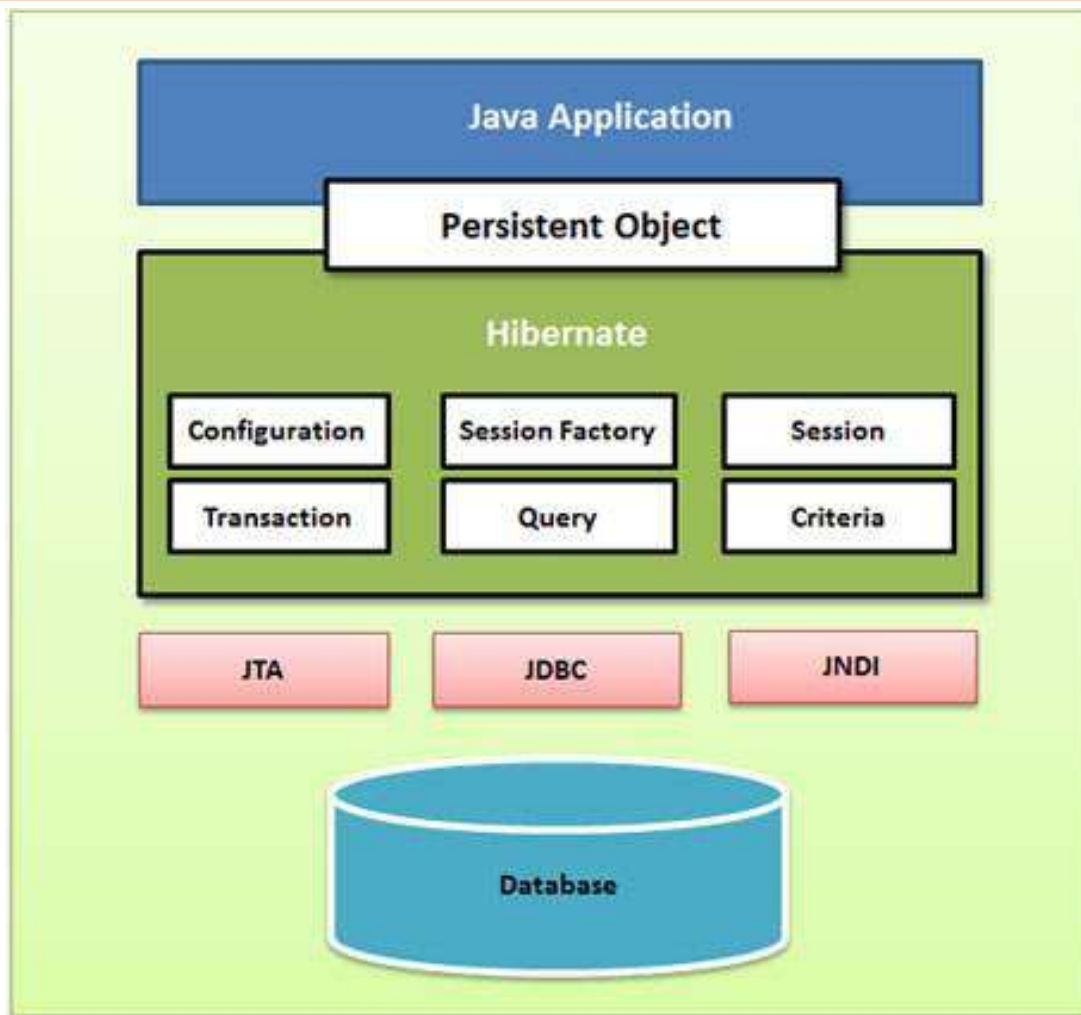 Java Application
Persistent Object
Hibernate
Configuration
Session Factory
Session
Transaction
Query
Criteria
JTA
JDBC
JNDI
Database